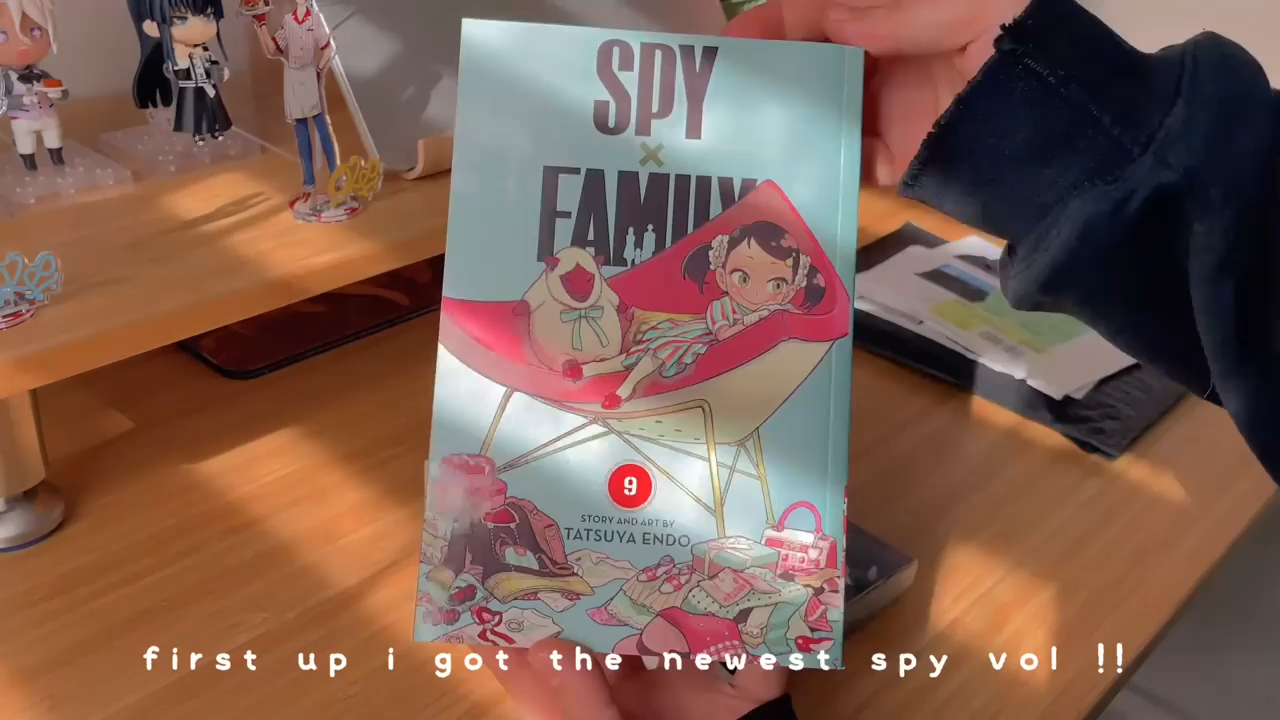 SPY
×
FAMILY
9
STORY AND ART BY
TATSUYA ENDO
first up i got the newest spy vol !!